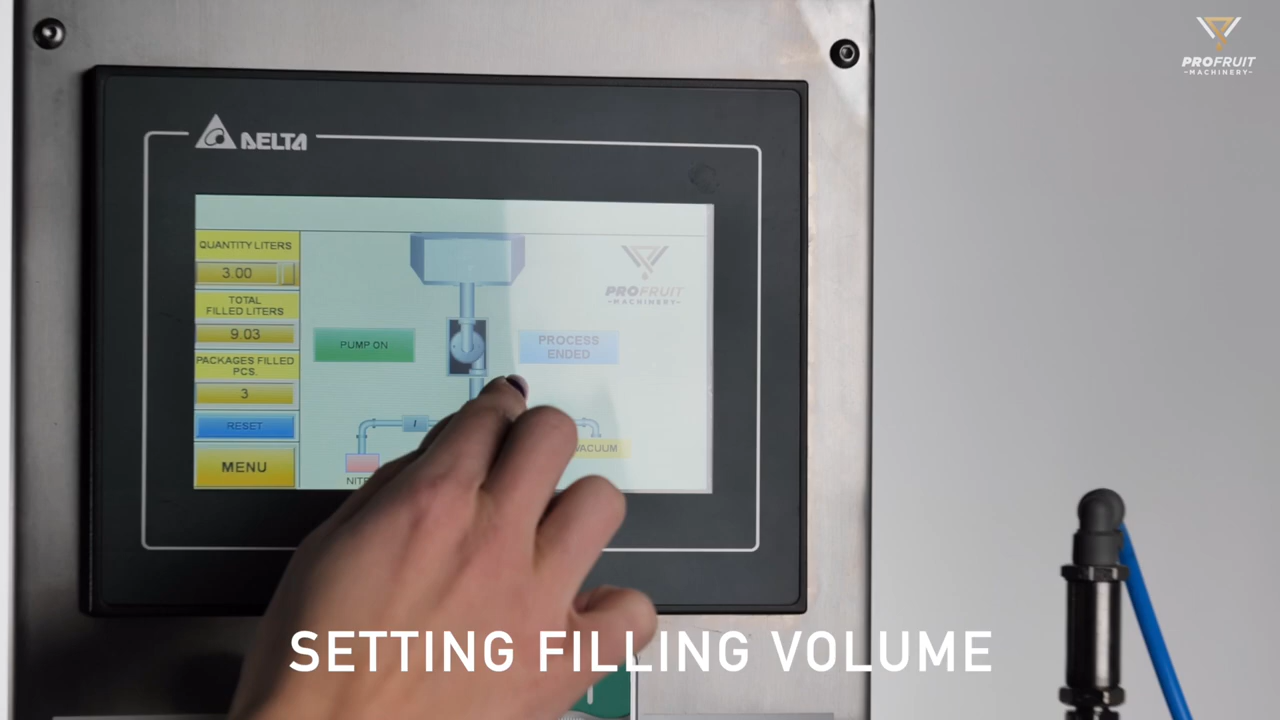 PROFRUIT
MACHINERY
DELTA
QUANTITY LITERS
3.00
TOTAL
FILLED LITERS
9.03
PACKAGES FILLED
PCS.
3
RESET
MENU
PROFRUIT
MACHINERY
PUMP ON
PROCESS
ENDED
VACUUM
SETTING FILLING VOLUME